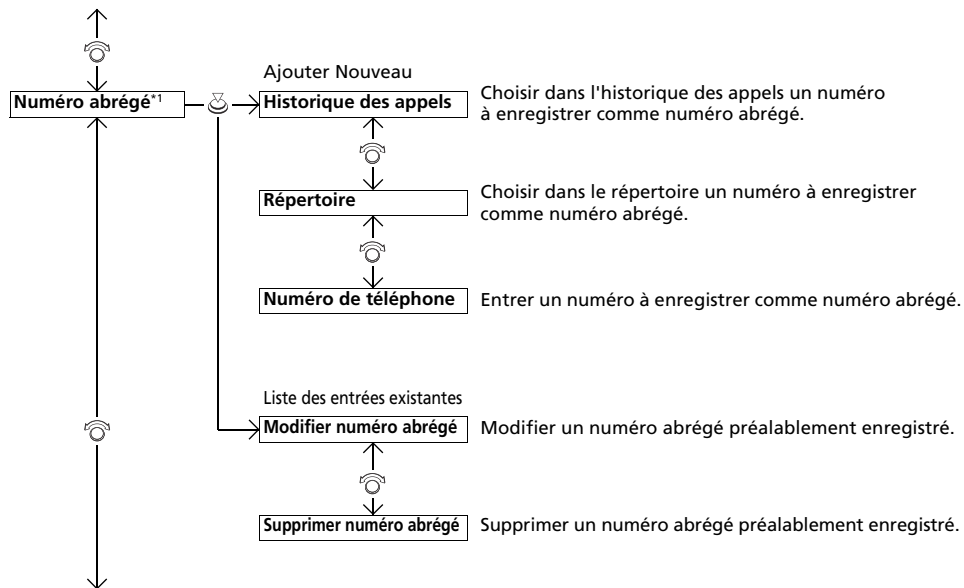 Ajouter Nouveau
Numéro abrégé*1
Historique des appels
Choisir dans l'historique des appels un numéro
à enregistrer comme numéro abrégé.
Répertoire
Choisir dans le répertoire un numéro à enregistrer
comme numéro abrégé.
Numéro de téléphone
Entrer un numéro à enregistrer comme numéro abrégé.
Liste des entrées existantes
Modifier numéro abrégé
Modifier un numéro abrégé préalablement enregistré.
Supprimer numéro abrégé
Supprimer un numéro abrégé préalablement enregistré.